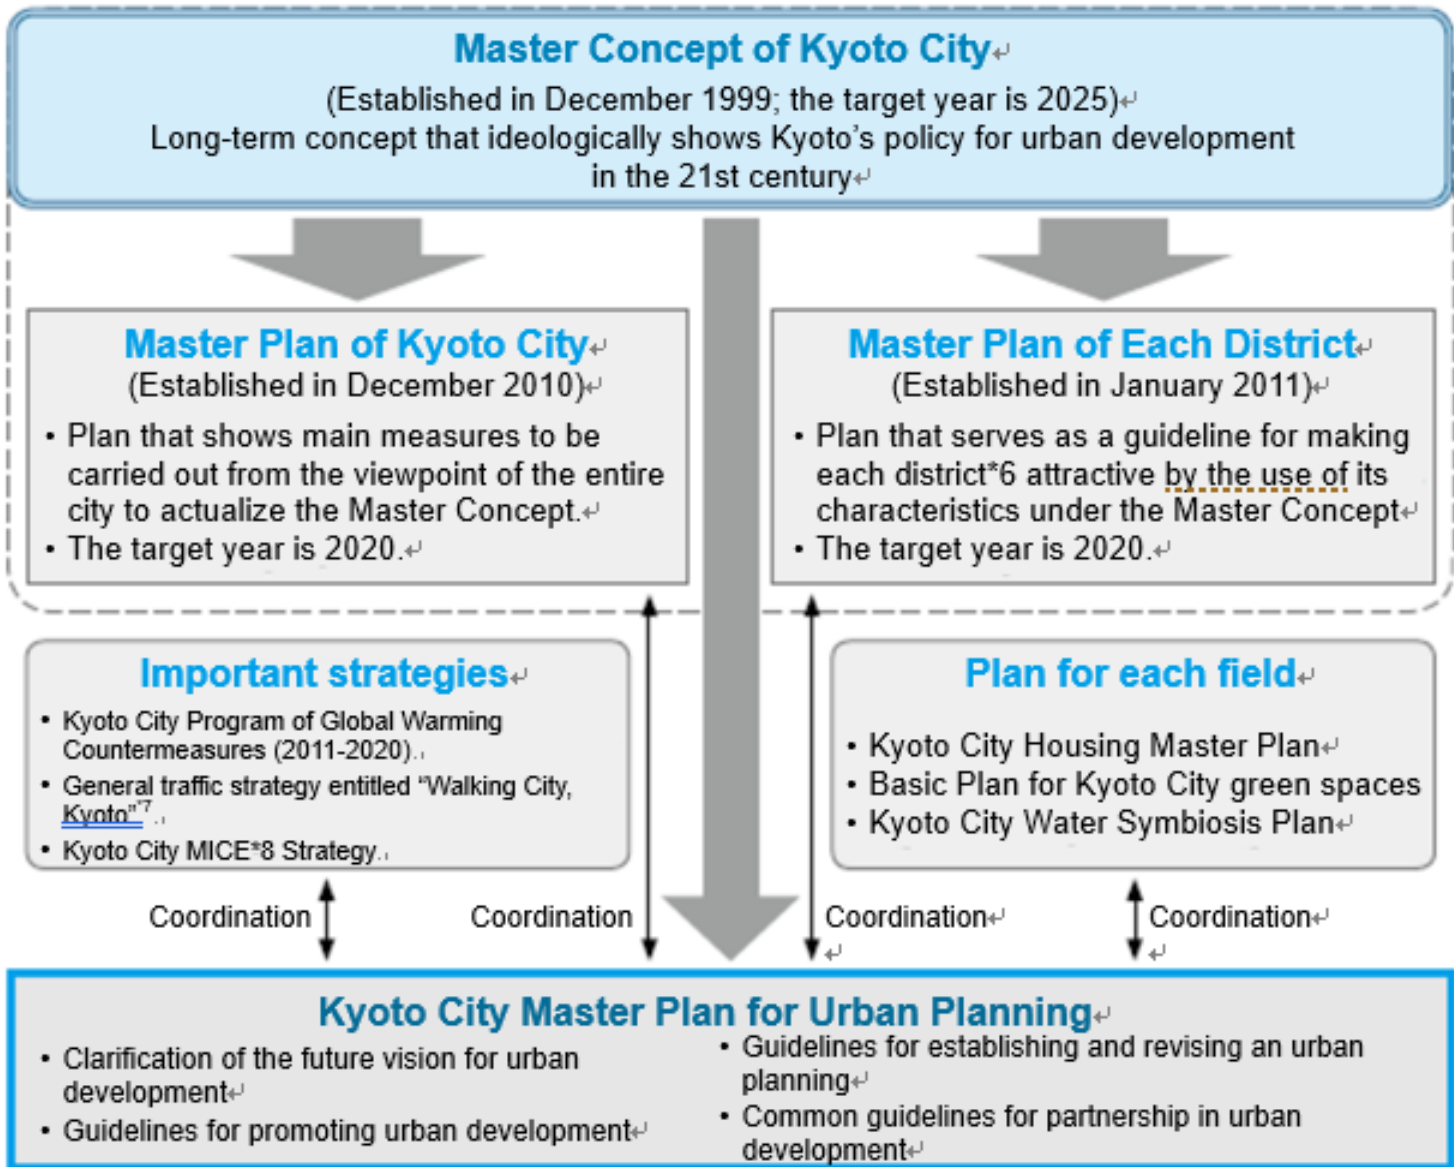 Master Concept of Kyoto City
(Established in December 1999; the target year is 2025)
Long-term concept that ideologically shows Kyoto's policy for urban development
in the 21st century
Master Plan of Kyoto City
(Established in December 2010)
• Plan that shows main measures to be
carried out from the viewpoint of the entire
city to actualize the Master Concept.
• The target year is 2020.
Master Plan of Each District
(Established in January 2011)
• Plan that serves as a guideline for making
each district*6 attractive by the use of its
characteristics under the Master Concept
• The target year is 2020.
Important strategies
• Kyoto City Program of Global Warming
Countermeasures (2011-2020).
• General traffic strategy entitled "Walking City,
Kyoto"*7.
• Kyoto City MICE*8 Strategy.
Plan for each field
• Kyoto City Housing Master Plan
• Basic Plan for Kyoto City green spaces
• Kyoto City Water Symbiosis Plan
Coordination
Coordination
Coordination
Coordination
Kyoto City Master Plan for Urban Planning
• Clarification of the future vision for urban
development
• Guidelines for promoting urban development
• Guidelines for establishing and revising an urban
planning
• Common guidelines for partnership in urban
development